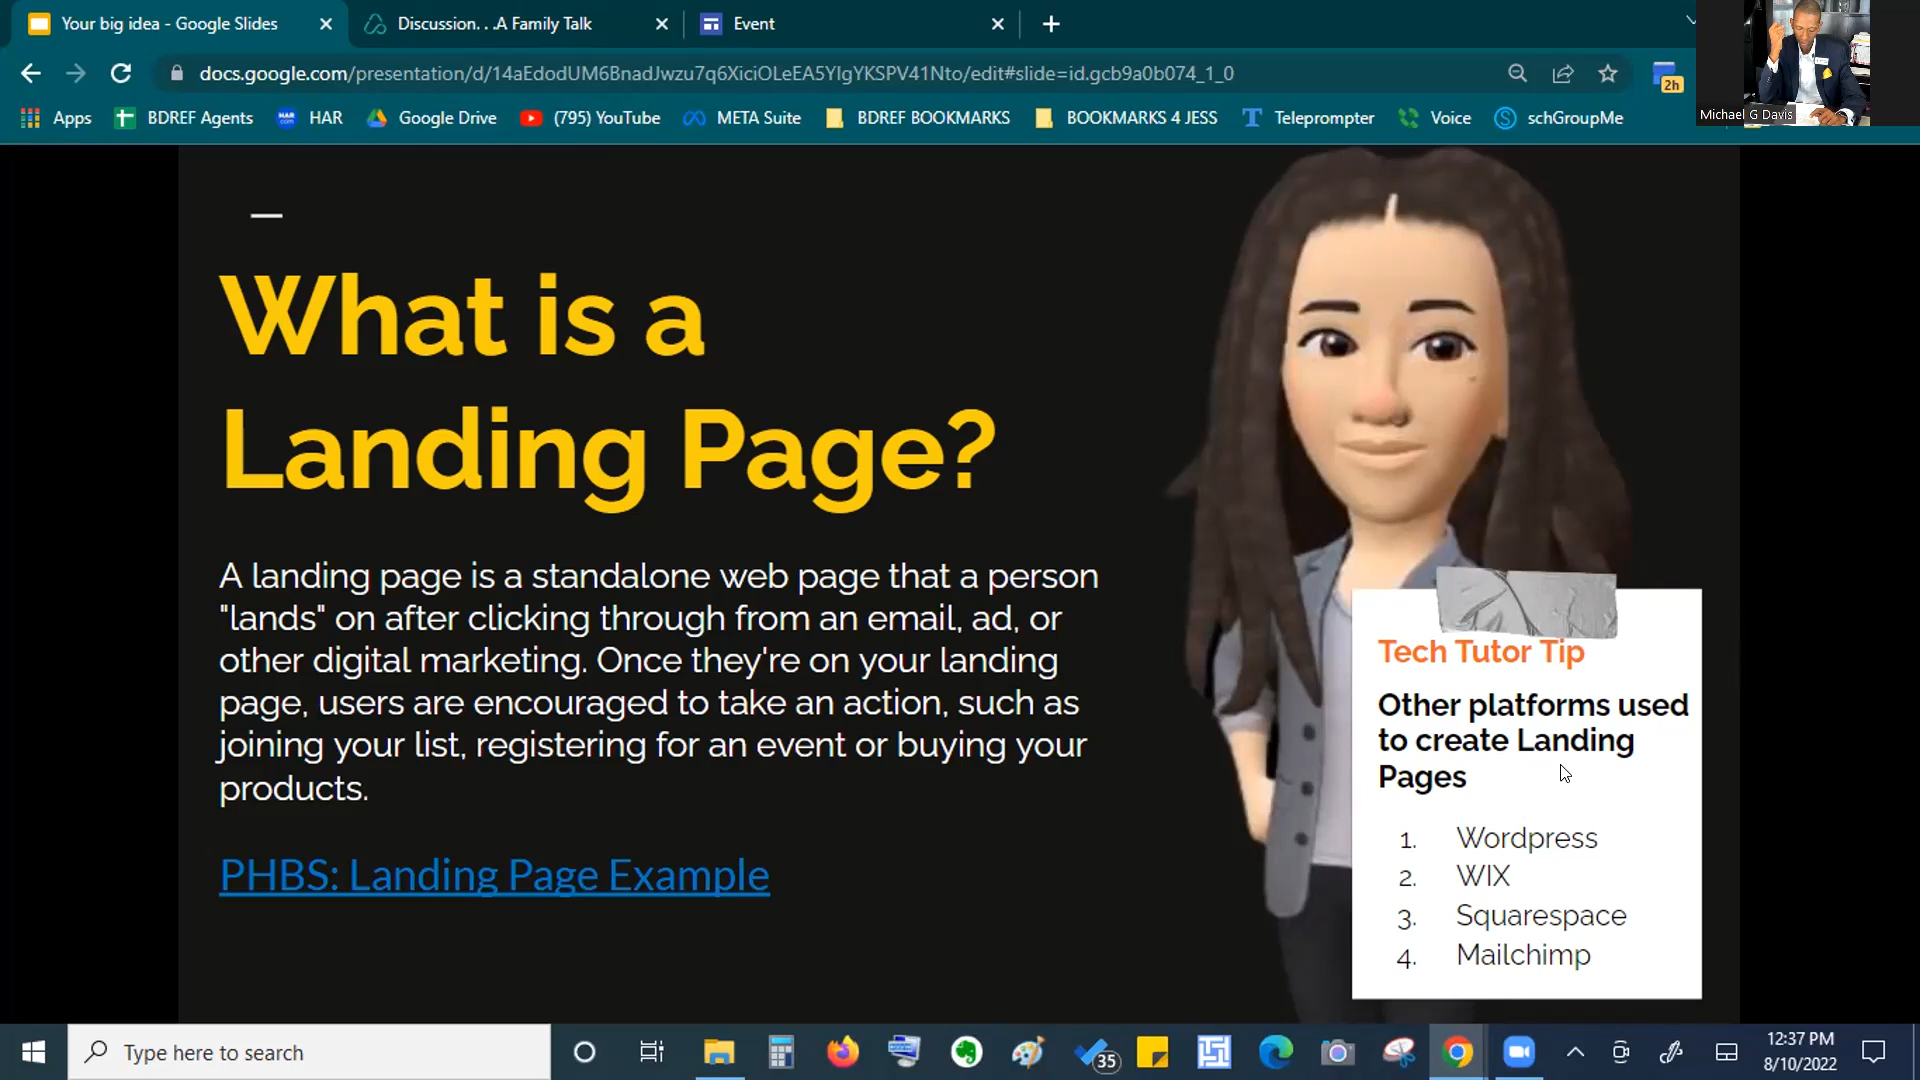 Your big idea - Google Slides
Discussion. . .A Family Talk
Event
docs.google.com/presentation/d/14aEdodUM6BnadJwzu7q6XiciOLeEA5YIgYKSPV41Nto/edit#slide=id.gcb9a0b074_1_0
2h
Apps
BDREF Agents
HAR
Google Drive
(795) YouTube
META Suite
BDREF BOOKMARKS
BOOKMARKS 4 JESS
Teleprompter
Voice
schGroupMe
Michael G Davis
What is a
Landing Page?
A landing page is a standalone web page that a person
"lands" on after clicking through from an email, ad, or
other digital marketing. Once they're on your landing
page, users are encouraged to take an action, such as
joining your list, registering for an event or buying your
products.
PHBS: Landing Page Example
Tech Tutor Tip
Other platforms used
to create Landing
Pages
1. Wordpress
2. WIX
3. Squarespace
4. Mailchimp
Type here to search
35
12:37 PM
8/10/2022